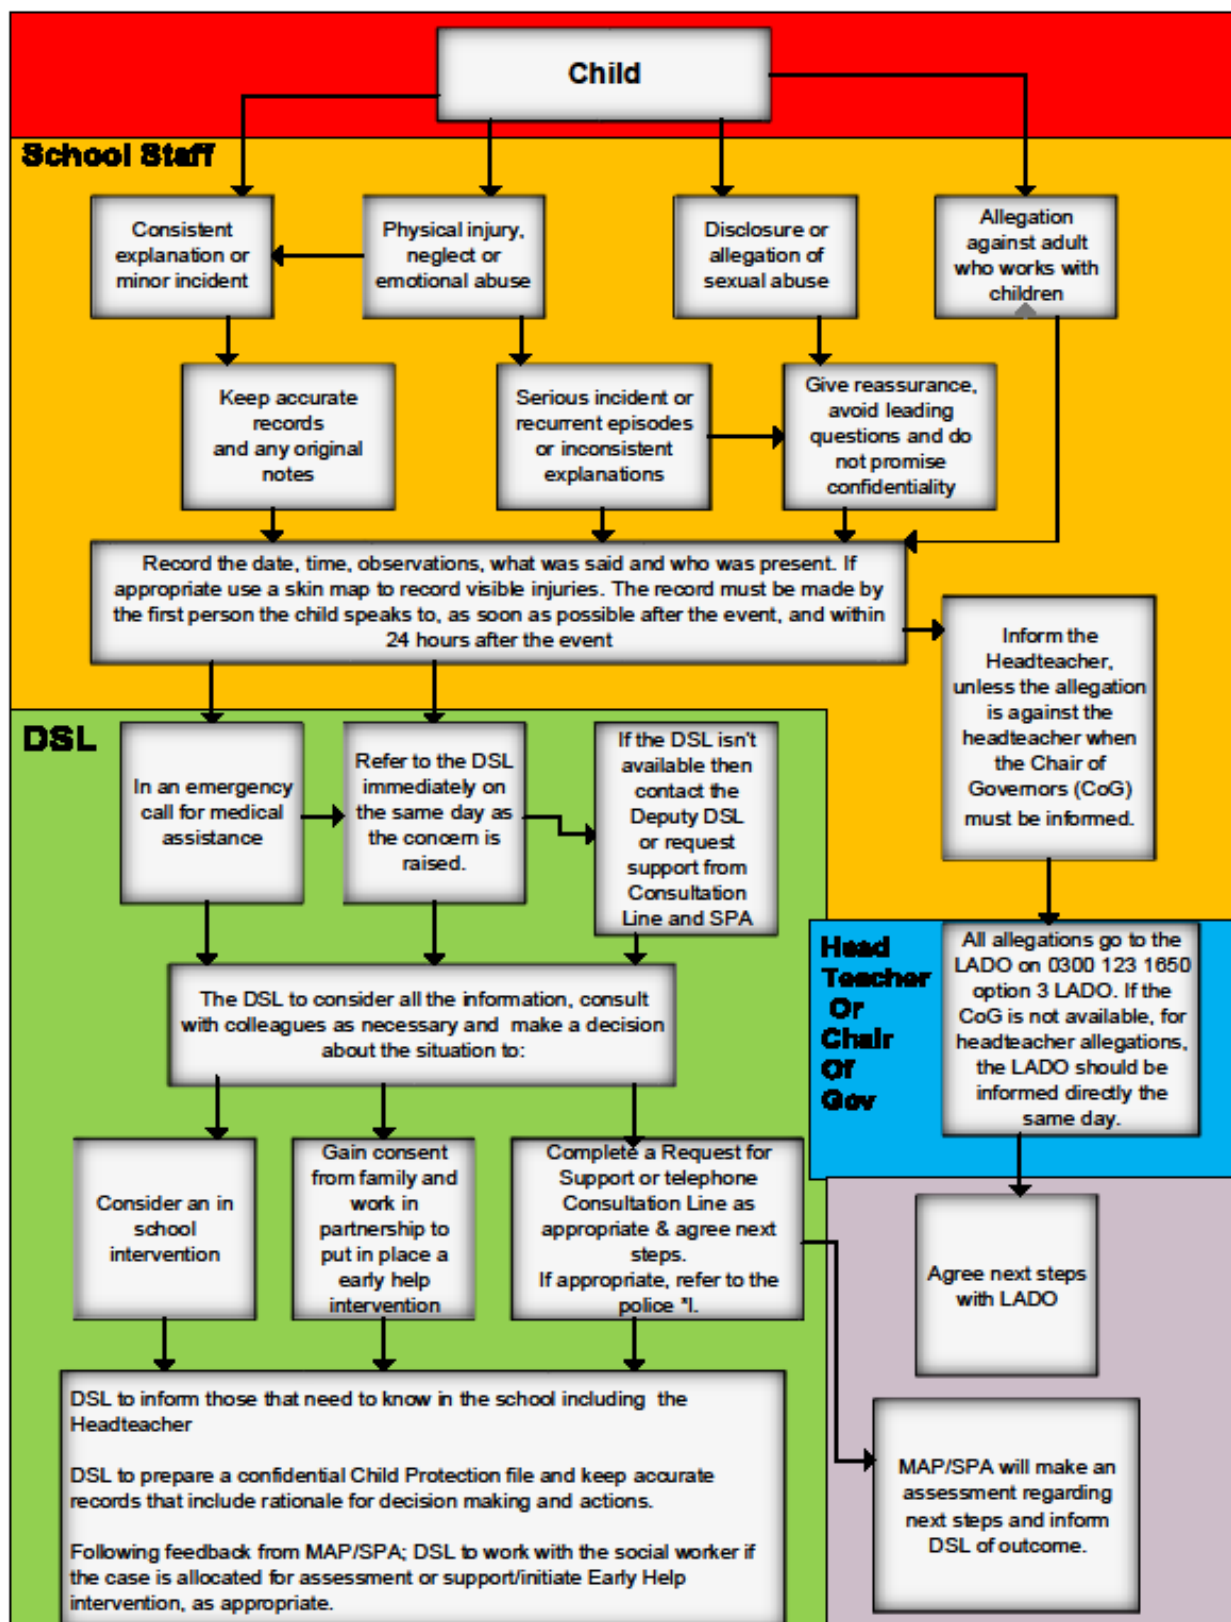 Child
School Staff
Consistent
explanation or
minor incident
Physical injury,
neglect or
emotional abuse
Disclosure or
allegation of
sexual abuse
Allegation
against adult
who works with
children
Keep accurate
records
and any original
notes
Serious incident or
recurrent episodes
or inconsistent
explanations
Give reassurance,
avoid leading
questions and do
not promise
confidentiality
Record the date, time, observations, what was said and who was present. If
appropriate use a skin map to record visible injuries. The record must be made by
the first person the child speaks to, as soon as possible after the event, and within
24 hours after the event
Inform the
Headteacher,
unless the allegation
is against the
headteacher when
the Chair of
Governors (CoG)
must be informed.
DSL
In an emergency
call for medical
assistance
Refer to the DSL
immediately on
the same day as
the concern is
raised.
If the DSL isn't
available then
contact the
Deputy DSL
or request
support from
Consultation
Line and SPA
The DSL to consider all the information, consult
with colleagues as necessary and make a decision
about the situation to:
Head
Teacher
Or
Chair
Of
Gov
All allegations go to the
LADO on 0300 123 1650
option 3 LADO. If the
CoG is not available, for
headteacher allegations,
the LADO should be
informed directly the
same day.
Consider an in
school
intervention
Gain consent
from family and
work in
partnership to
put in place a
early help
intervention
Complete a Request for
Support or telephone
Consultation Line as
appropriate & agree next
steps.
If appropriate, refer to the
police *I.
Agree next steps
with LADO
DSL to inform those that need to know in the school including the
Headteacher
DSL to prepare a confidential Child Protection file and keep accurate
records that include rationale for decision making and actions.
Following feedback from MAP/SPA; DSL to work with the social worker if
the case is allocated for assessment or support/initiate Early Help
intervention, as appropriate.
MAP/SPA will make an
assessment regarding
next steps and inform
DSL of outcome.